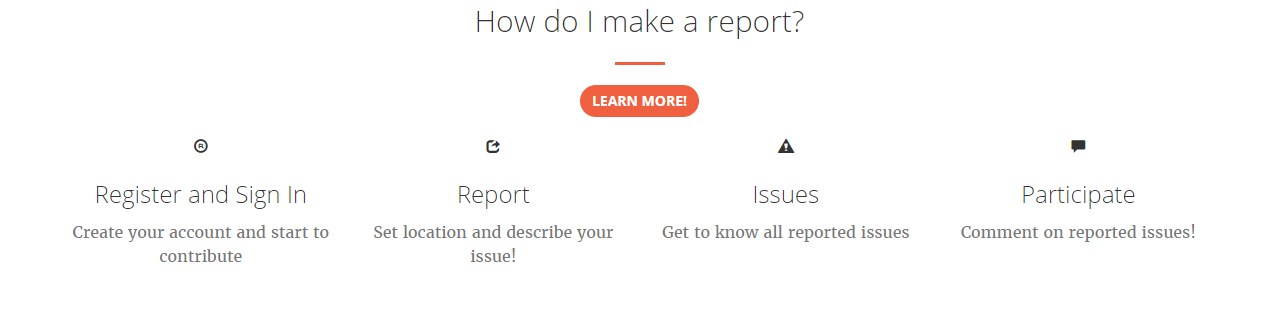 How do I make a report?
LEARN MORE!
Register and Sign In
Create your account and start to
contribute
Report
Set location and describe your
issue!
Issues
Get to know all reported issues
Participate
Comment on reported issues!